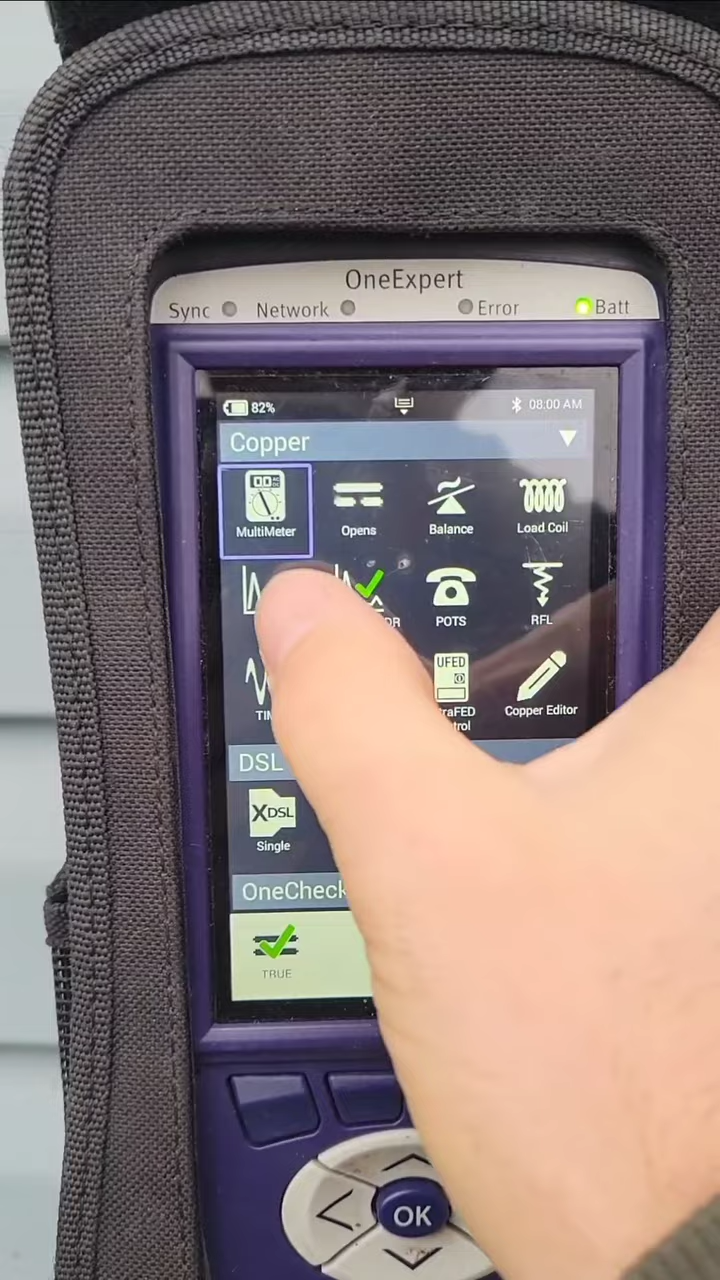 OneExpert
Sync Network Error Batt
82% 08:00 AM
Copper
MultiMeter Opens Balance Load Coil
POTS RFL
UFED
Copper Editor
DSL
XDSL
Single
OneCheck
TRUE
OK